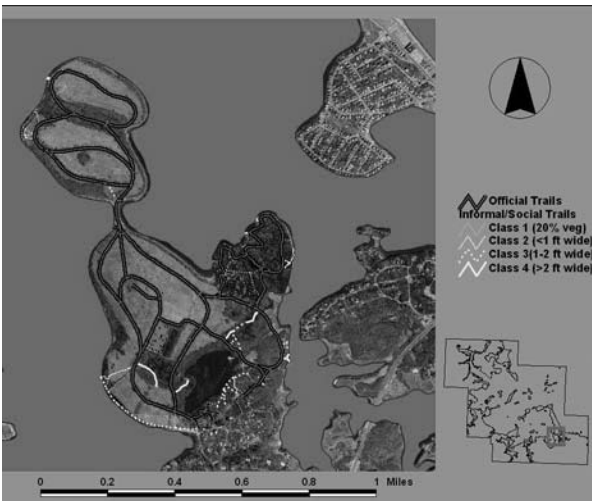 Official Trails
Informal/Social Trails
Class 1 (20% veg)
Class 2 (<1 ft wide)
Class 3(1-2 ft wide)
Class 4 (>2 ft wide)
0 0.2 0.4 0.6 0.8 1 Miles